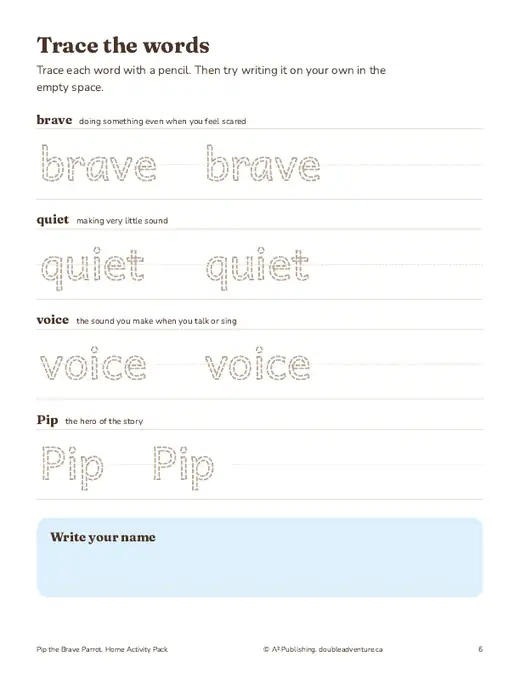 Trace the words
Trace each word with a pencil. Then try writing it on your own in the
empty space.
brave doing something even when you feel scared
brave brave
quiet making very little sound
quiet quiet
voice the sound you make when you talk or sing
voice voice
Pip the hero of the story
Pip Pip
Write your name
Pip the Brave Parrot. Home Activity Pack © A² Publishing. doubleadventure.ca 6